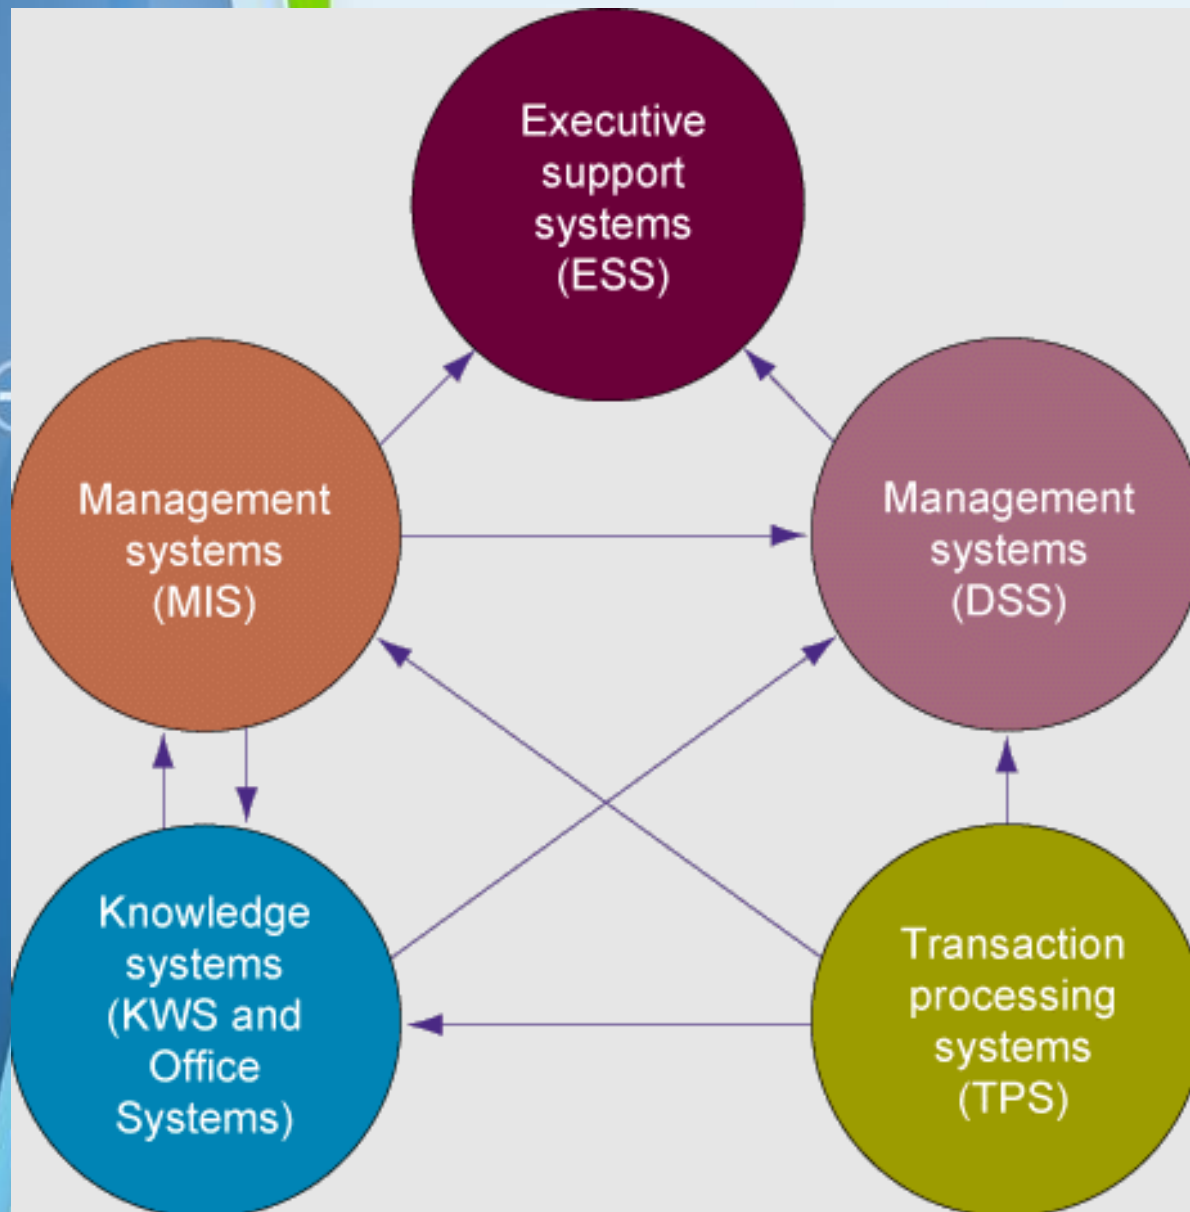 Executive
support
systems
(ESS)
Management
systems
(MIS)
Management
systems
(DSS)
Knowledge
systems
(KWS and
Office
Systems)
Transaction
processing
systems
(TPS)